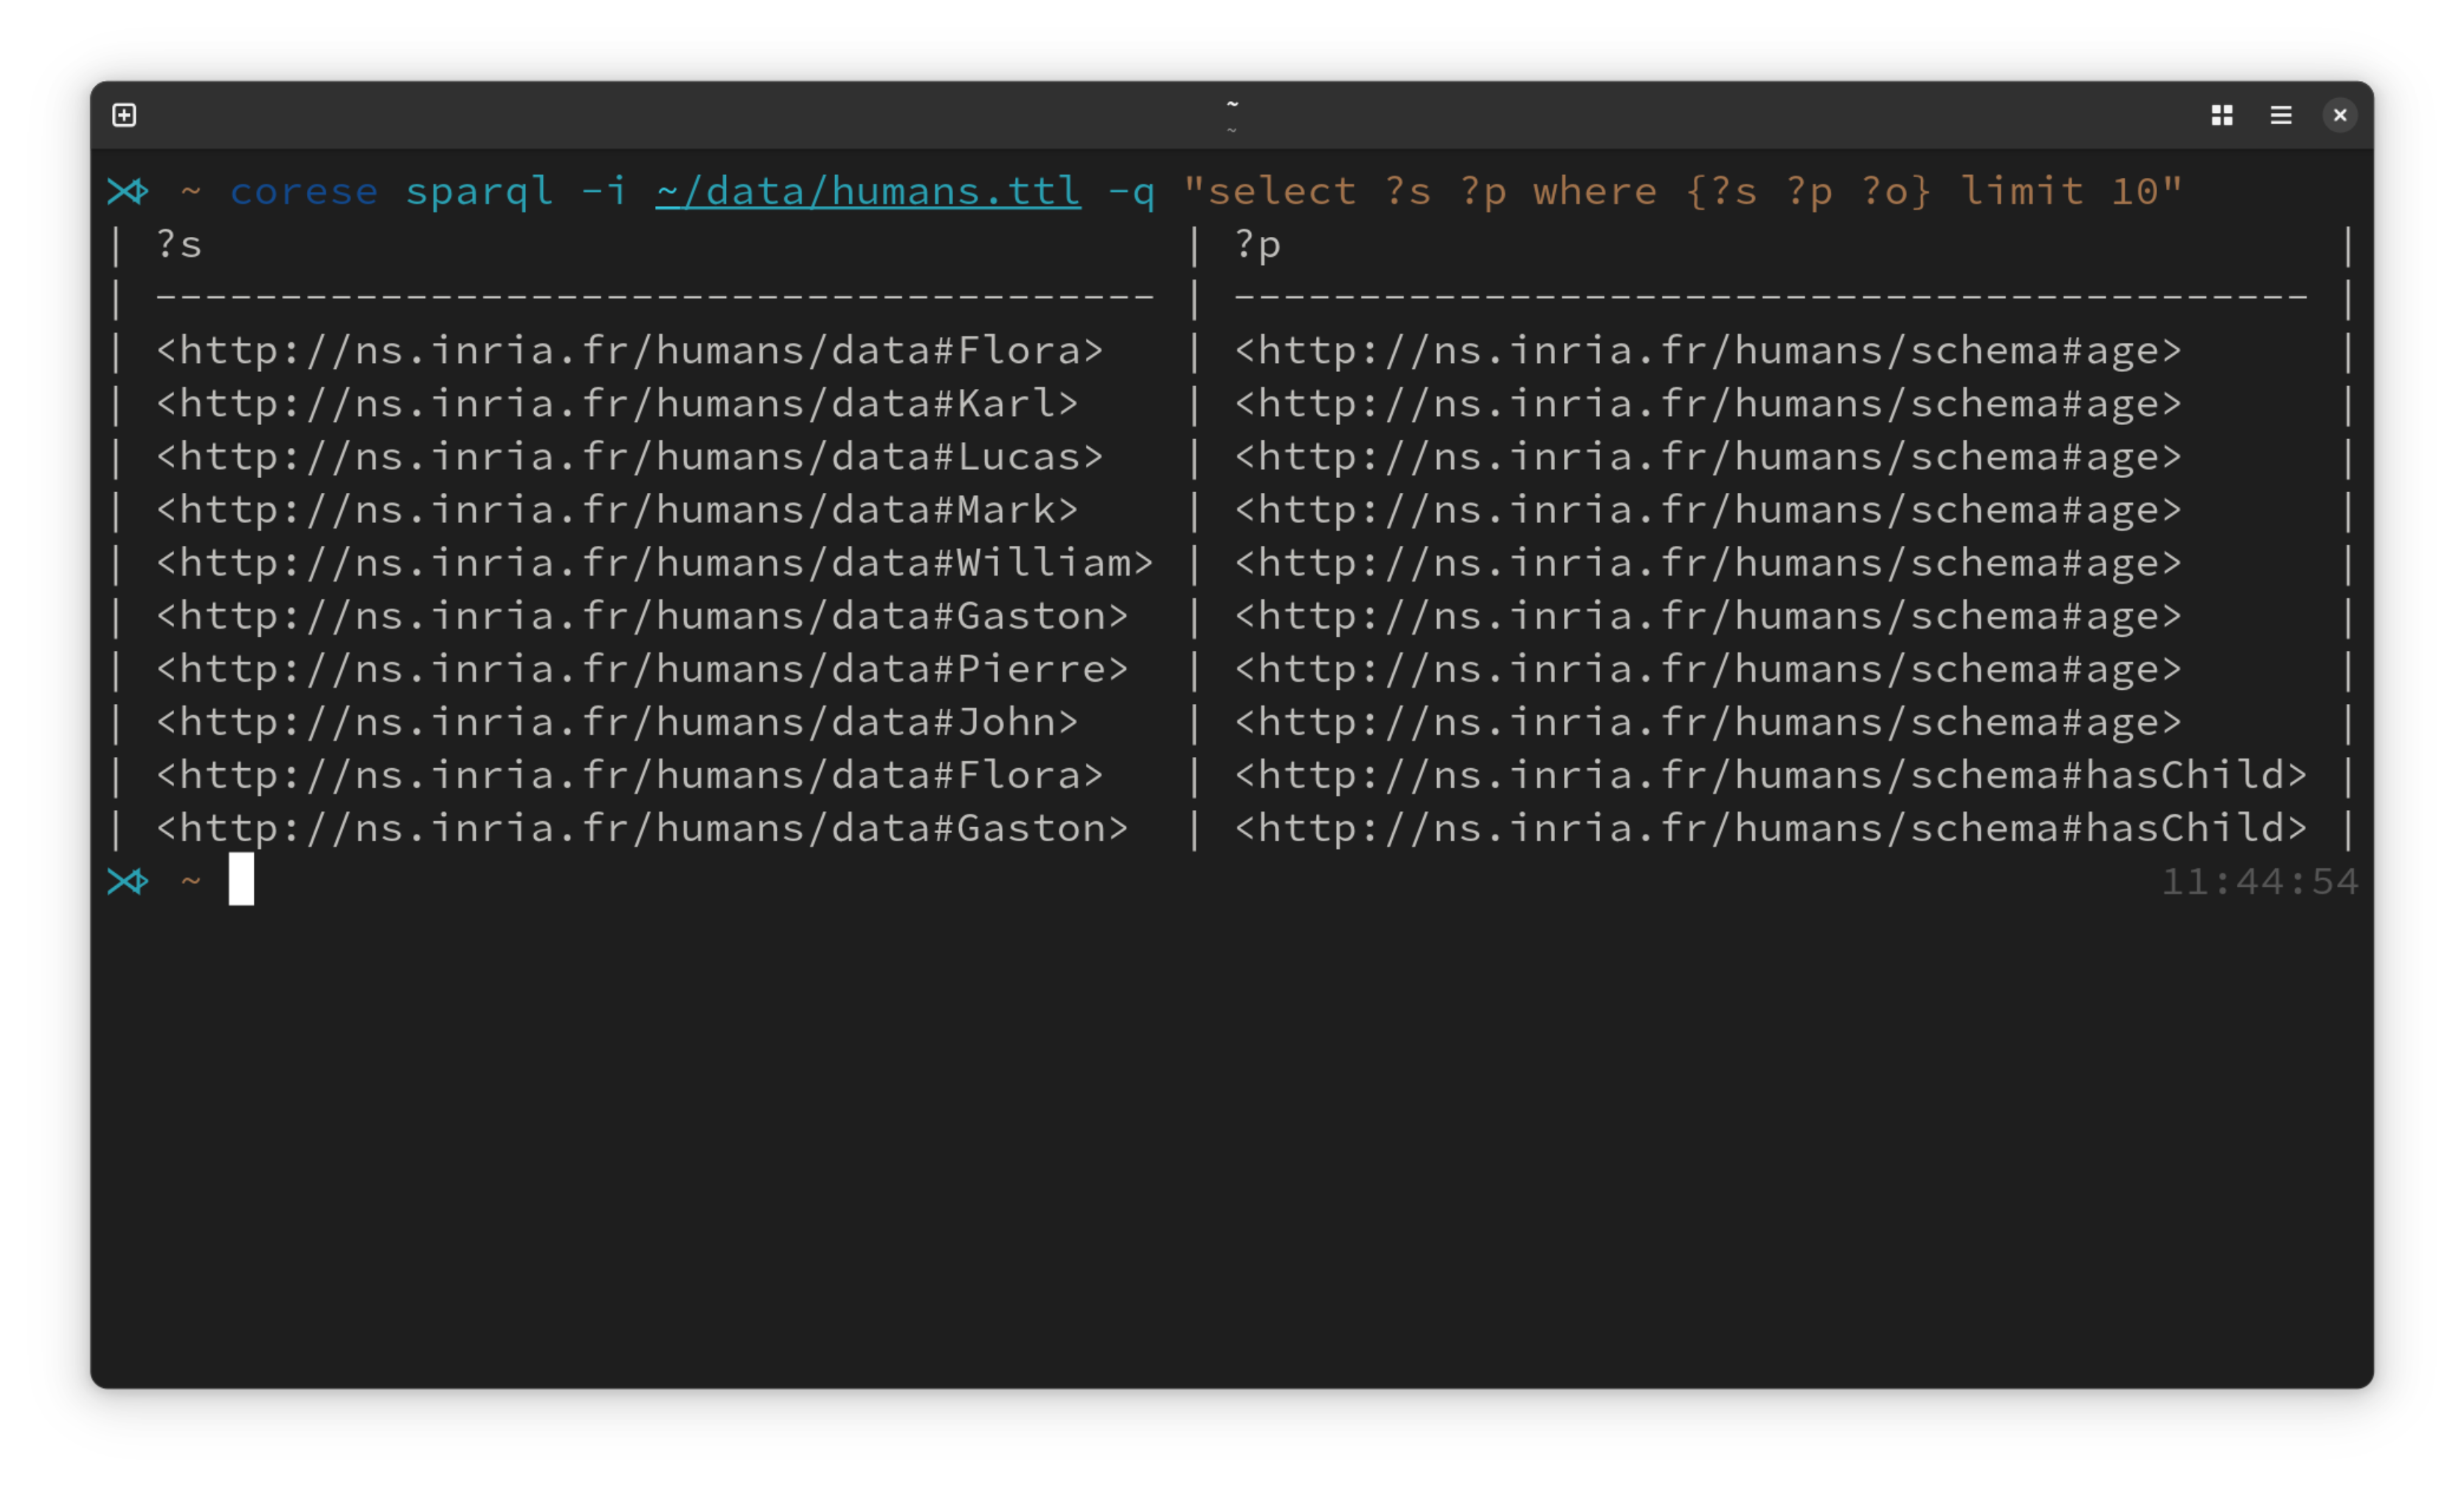 ~
~
~ corese sparql -i ~/data/humans.ttl -q "select ?s ?p where {?s ?p ?o} limit 10"
| ?s                                       | ?p                                          |
| ---------------------------------------- | ------------------------------------------- |
| <http://ns.inria.fr/humans/data#Flora>   | <http://ns.inria.fr/humans/schema#age>      |
| <http://ns.inria.fr/humans/data#Karl>    | <http://ns.inria.fr/humans/schema#age>      |
| <http://ns.inria.fr/humans/data#Lucas>   | <http://ns.inria.fr/humans/schema#age>      |
| <http://ns.inria.fr/humans/data#Mark>    | <http://ns.inria.fr/humans/schema#age>      |
| <http://ns.inria.fr/humans/data#William> | <http://ns.inria.fr/humans/schema#age>      |
| <http://ns.inria.fr/humans/data#Gaston>  | <http://ns.inria.fr/humans/schema#age>      |
| <http://ns.inria.fr/humans/data#Pierre>  | <http://ns.inria.fr/humans/schema#age>      |
| <http://ns.inria.fr/humans/data#John>    | <http://ns.inria.fr/humans/schema#age>      |
| <http://ns.inria.fr/humans/data#Flora>   | <http://ns.inria.fr/humans/schema#hasChild> |
| <http://ns.inria.fr/humans/data#Gaston>  | <http://ns.inria.fr/humans/schema#hasChild> |
~ 11:44:54